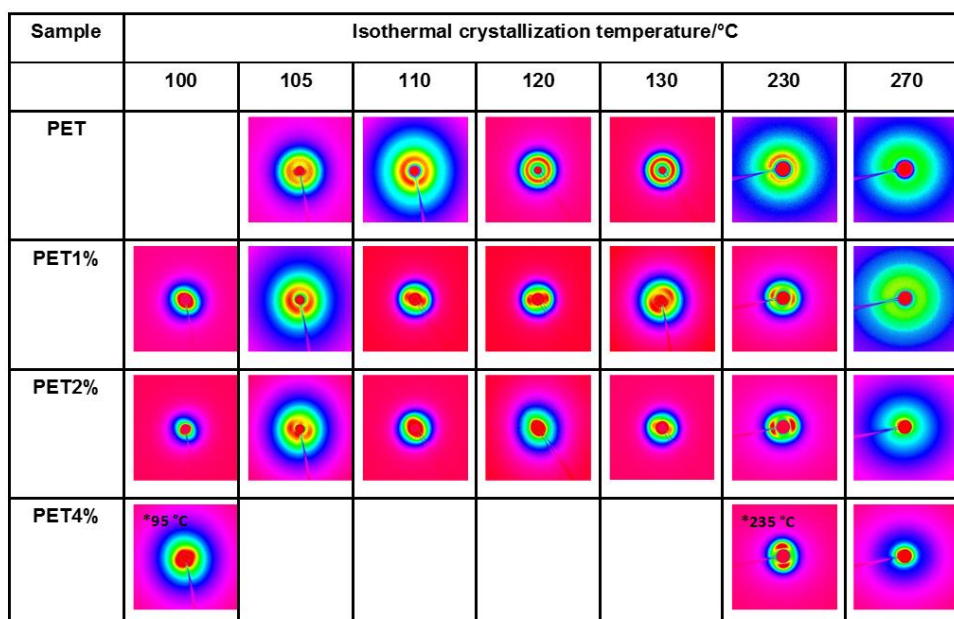 Sample Isothermal crystallization temperature/°C
100 105 110 120 130 230 270
PET
PET1%
PET2%
PET4%
*95 °C *235 °C